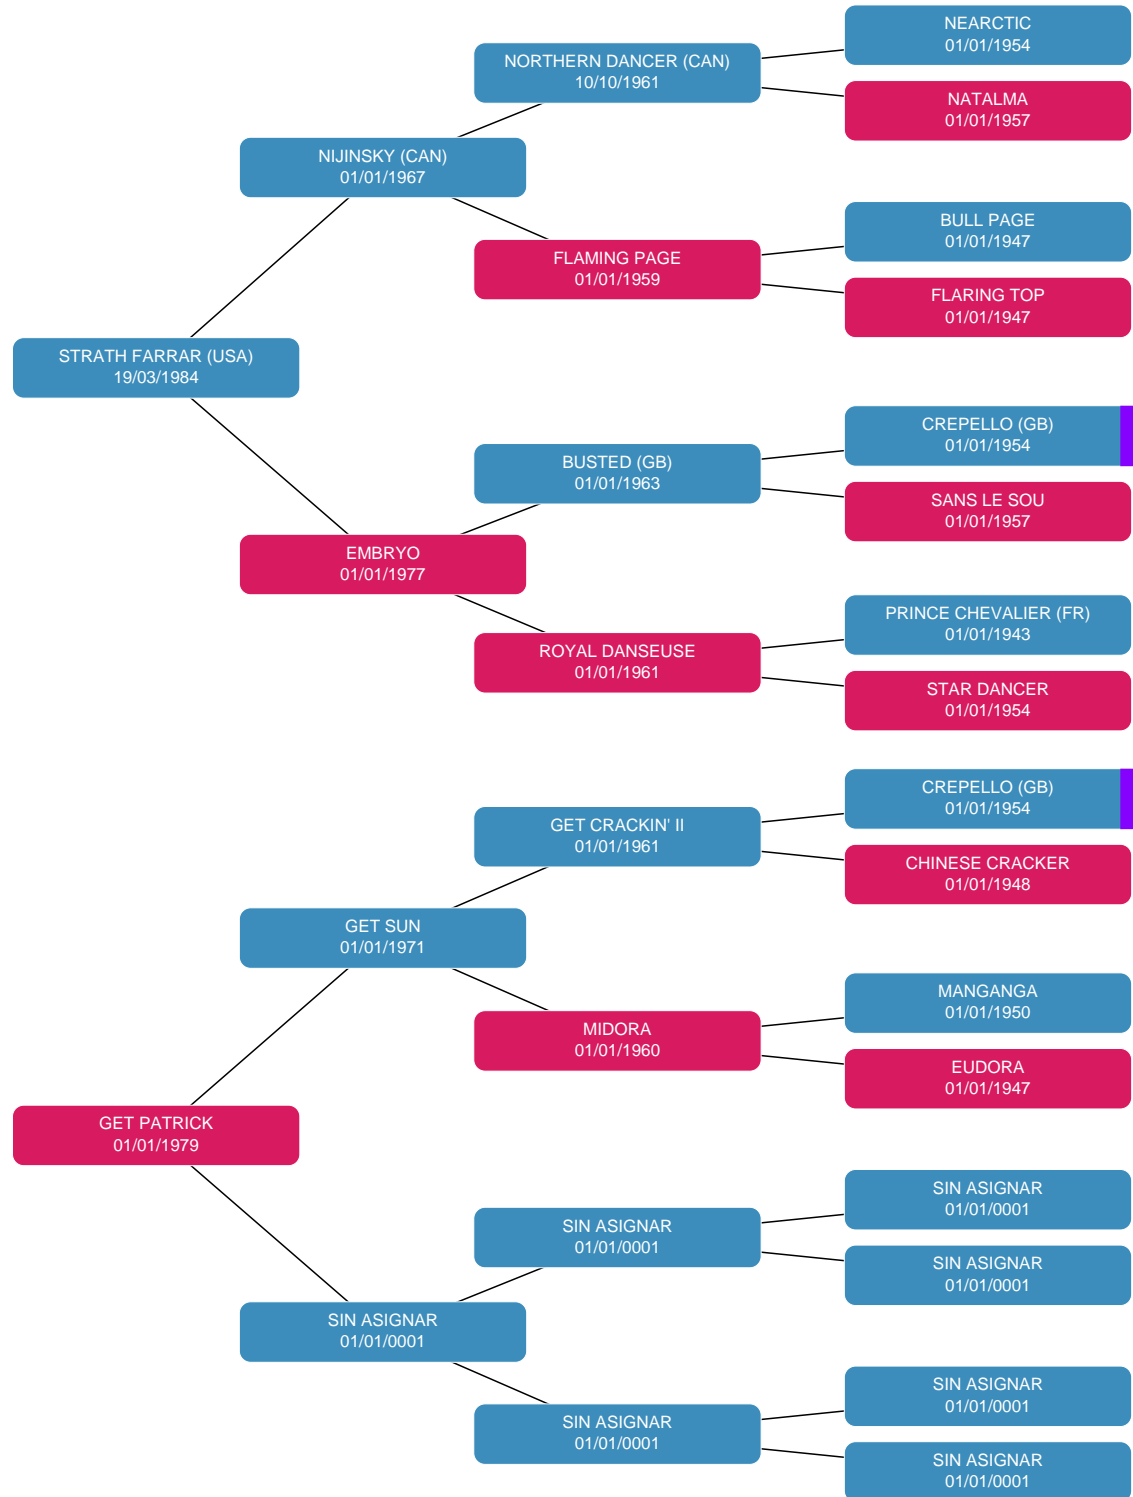 NEARCTIC
01/01/1954
NORTHERN DANCER (CAN)
10/10/1961
NATALMA
01/01/1957
NIJINSKY (CAN)
01/01/1967
BULL PAGE
01/01/1947
FLAMING PAGE
01/01/1959
FLARING TOP
01/01/1947
STRATH FARRAR (USA)
19/03/1984
CREPELLO (GB)
01/01/1954
BUSTED (GB)
01/01/1963
SANS LE SOU
01/01/1957
EMBRYO
01/01/1977
PRINCE CHEVALIER (FR)
01/01/1943
ROYAL DANSEUSE
01/01/1961
STAR DANCER
01/01/1954
CREPELLO (GB)
01/01/1954
GET CRACKIN' II
01/01/1961
CHINESE CRACKER
01/01/1948
GET SUN
01/01/1971
MANGANGA
01/01/1950
MIDORA
01/01/1960
EUDORA
01/01/1947
GET PATRICK
01/01/1979
SIN ASIGNAR
01/01/0001
SIN ASIGNAR
01/01/0001
SIN ASIGNAR
01/01/0001
SIN ASIGNAR
01/01/0001
SIN ASIGNAR
01/01/0001
SIN ASIGNAR
01/01/0001
SIN ASIGNAR
01/01/0001